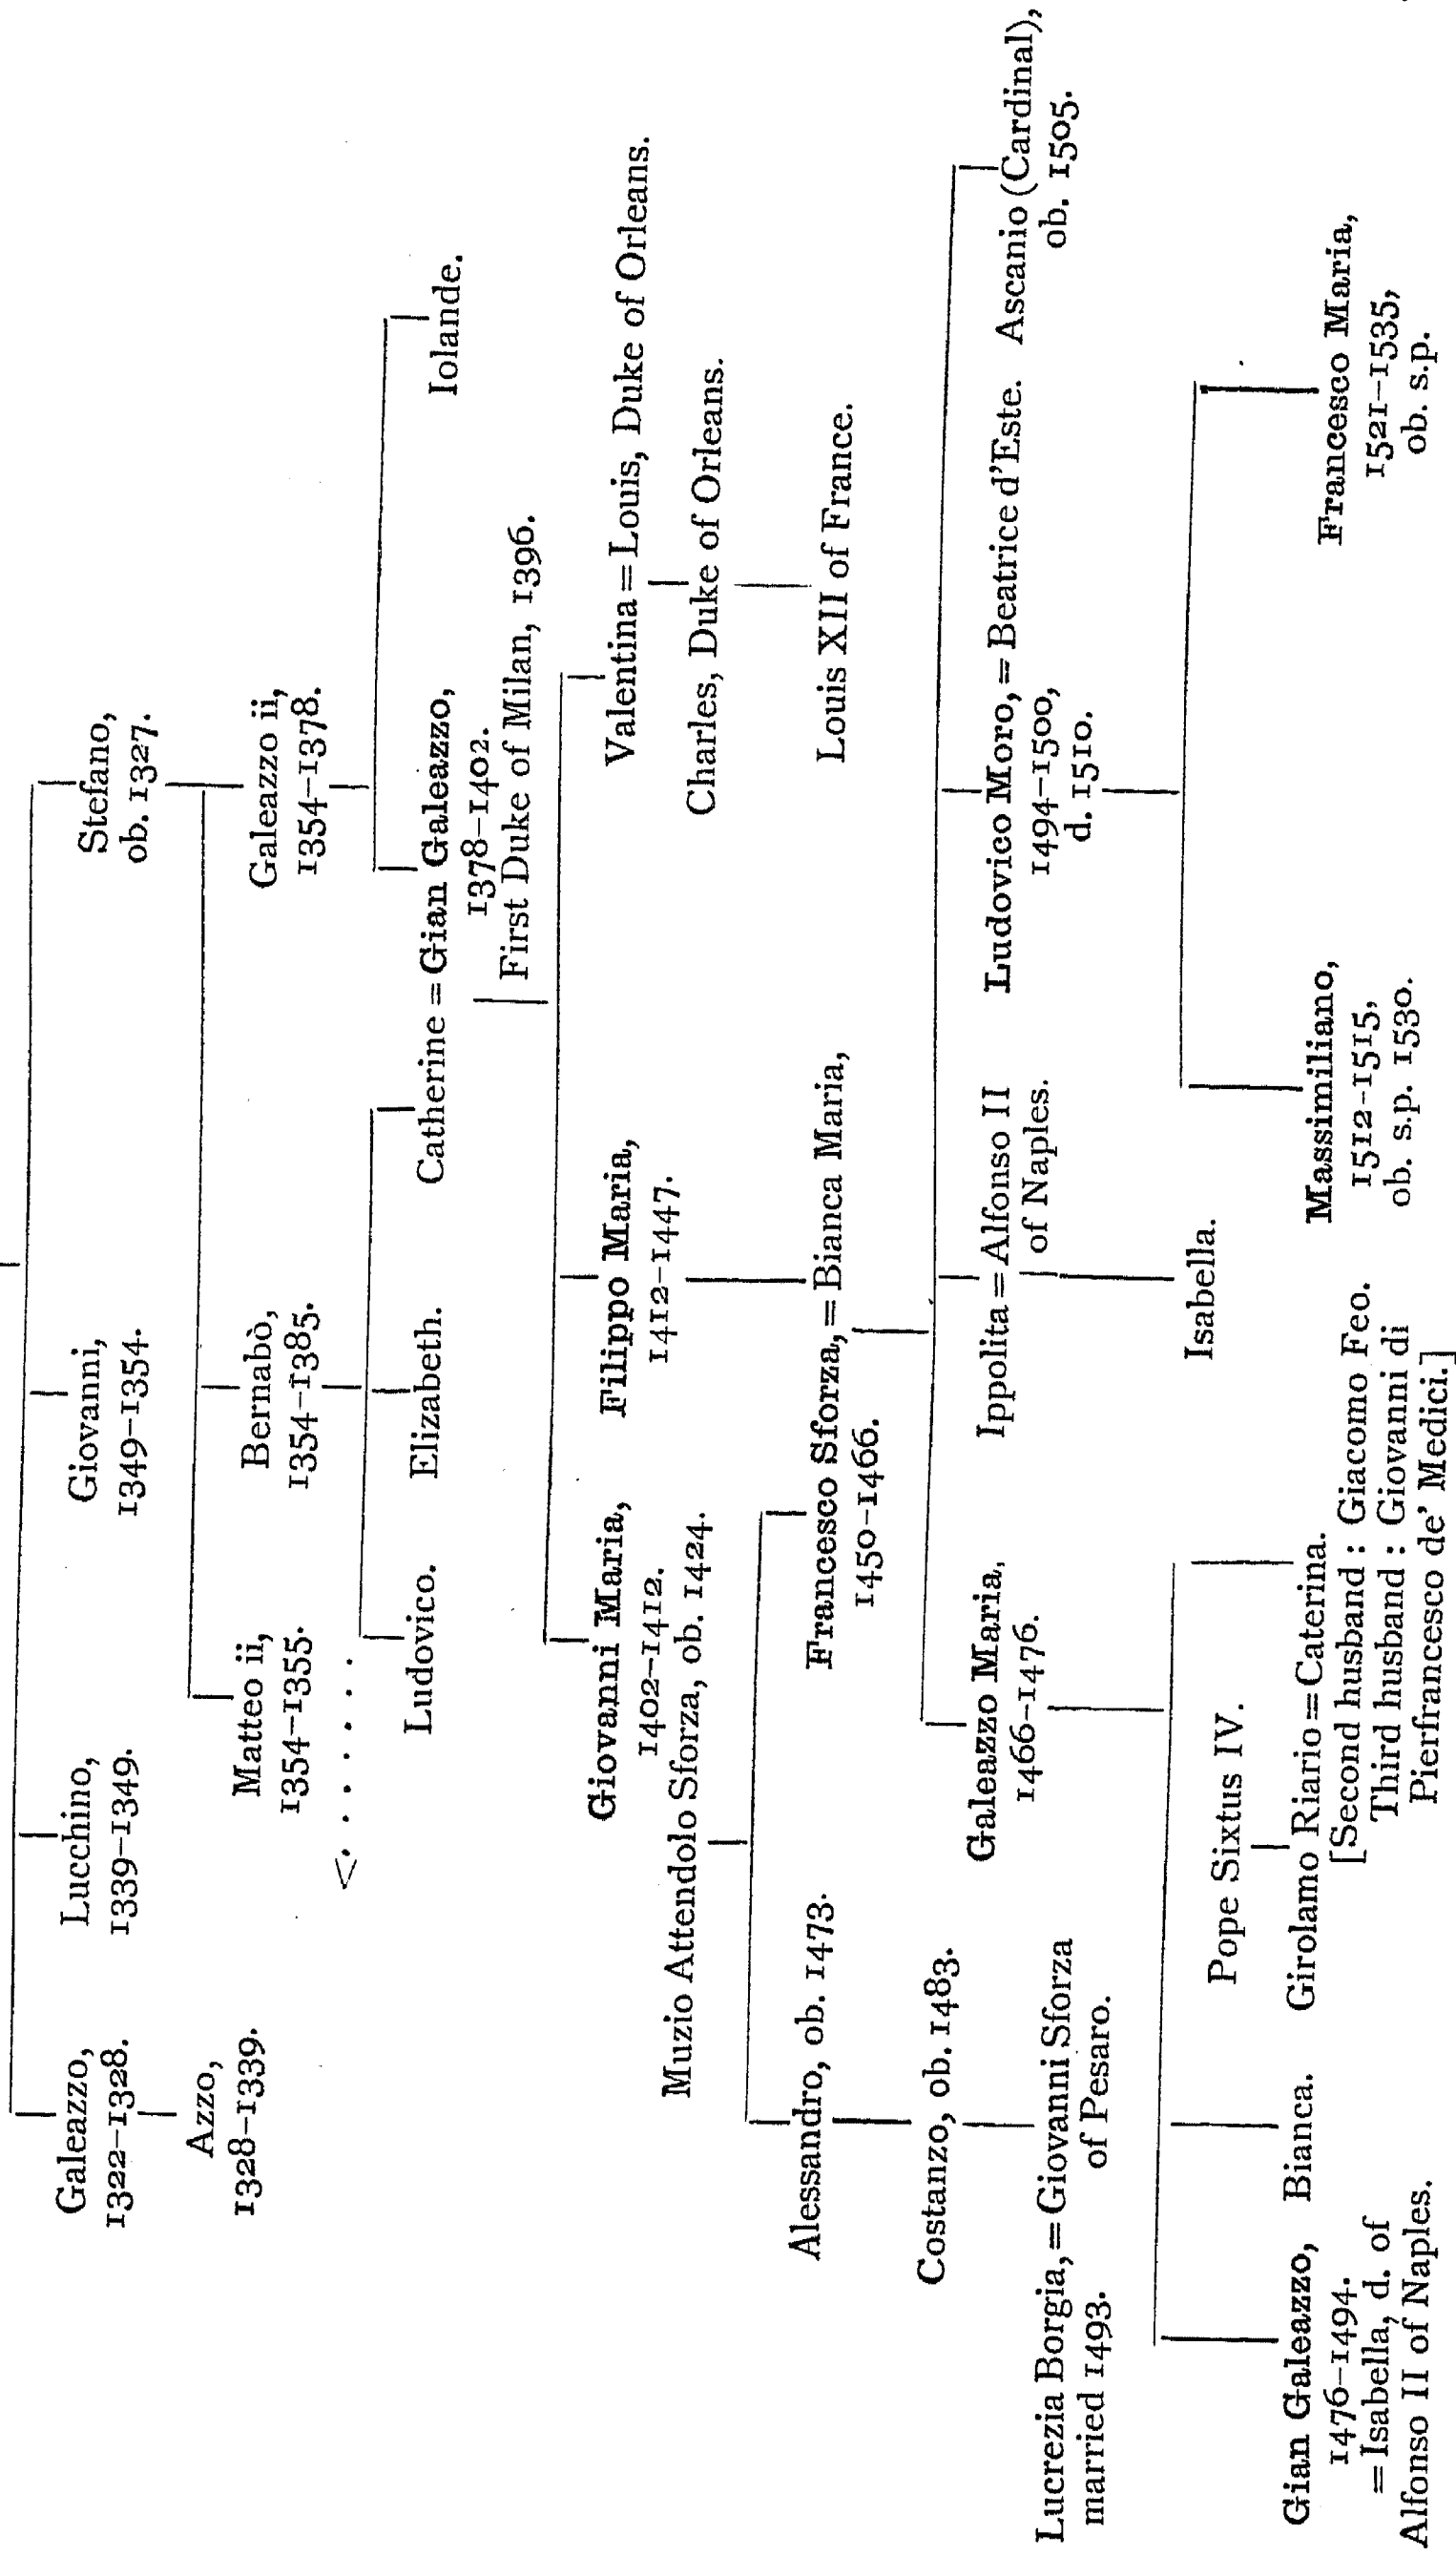 Galeazzo,
1322–1328.
Lucchino,
1339–1349.
Giovanni,
1349–1354.
Stefano,
ob. 1327.
Azzo,
1328–1339.
Matteo ii,
1354–1355.
Bernabò,
1354–1385.
Galeazzo ii,
1354–1378.
<. . . . . . .
Ludovico.
Elizabeth.
Catherine = Gian Galeazzo,
1378–1402.
First Duke of Milan, 1396.
Iolande.
Giovanni Maria,
1402–1412.
Filippo Maria,
1412–1447.
Valentina = Louis, Duke of Orleans.
Muzio Attendolo Sforza, ob. 1424.
Charles, Duke of Orleans.
Alessandro, ob. 1473.
Francesco Sforza, = Bianca Maria,
1450–1466.
Louis XII of France.
Costanzo, ob. 1483.
Galeazzo Maria,
1466–1476.
Ippolita = Alfonso II
of Naples.
Ludovico Moro, = Beatrice d'Este.
1494–1500,
d. 1510.
Ascanio (Cardinal),
ob. 1505.
Lucrezia Borgia, = Giovanni Sforza
married 1493.
of Pesaro.
Pope Sixtus IV.
Isabella.
Gian Galeazzo,
1476–1494.
= Isabella, d. of
Alfonso II of Naples.
Bianca.
Girolamo Riario = Caterina.
[Second husband : Giacomo Feo.
Third husband : Giovanni di
Pierfrancesco de' Medici.]
Massimiliano,
1512–1515,
ob. s.p. 1530.
Francesco Maria,
1521–1535,
ob. s.p.